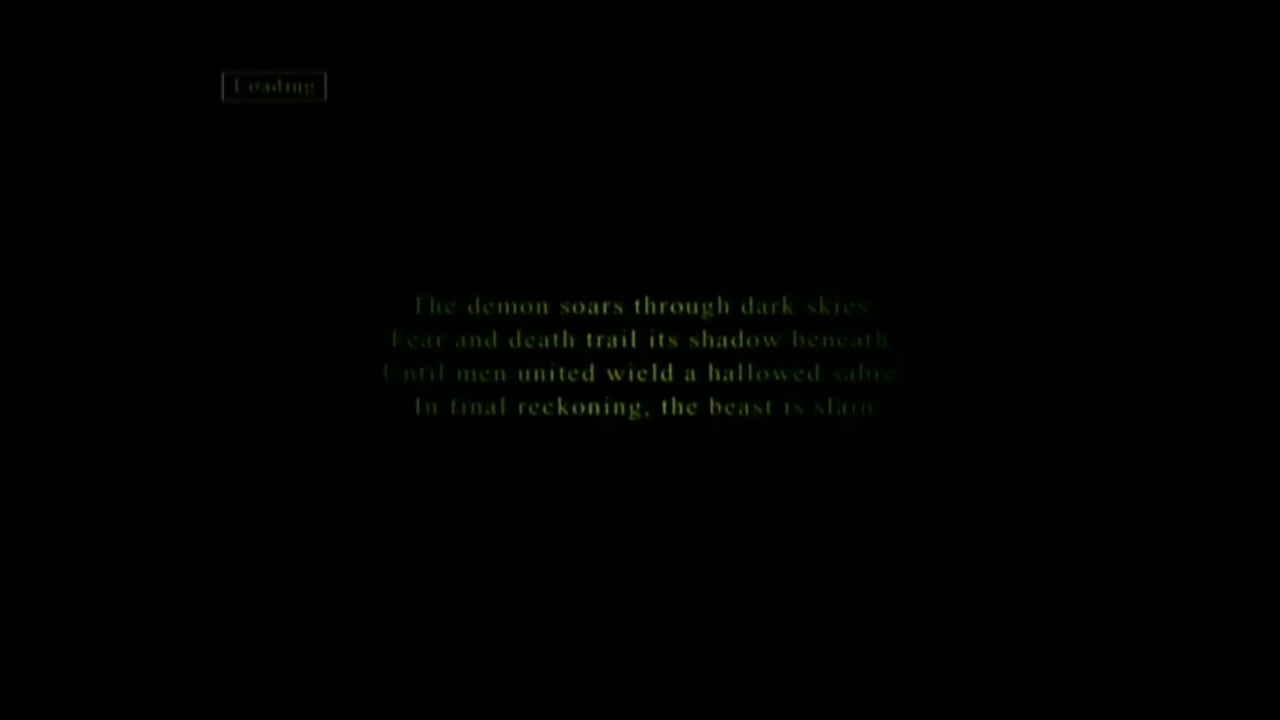 Loading
The demon soars through dark skies
Fear and death trail its shadow beneath
Until men united wield a hallowed sabre
In final reckoning, the beast is slain